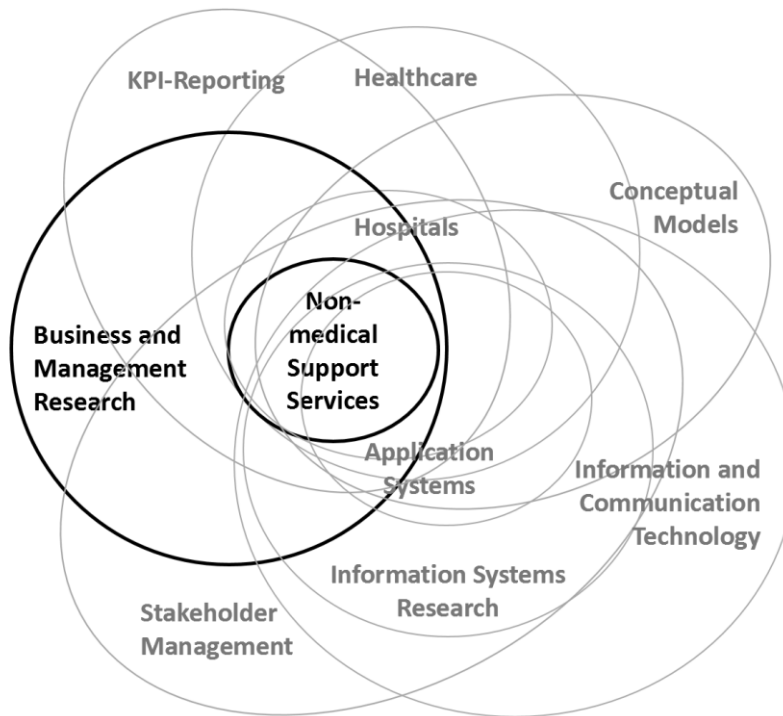 KPI-Reporting
Healthcare
Conceptual
Models
Hospitals
Non-
medical
Support
Services
Business and
Management
Research
Application
Systems
Information and
Communication
Technology
Information Systems
Research
Stakeholder
Management